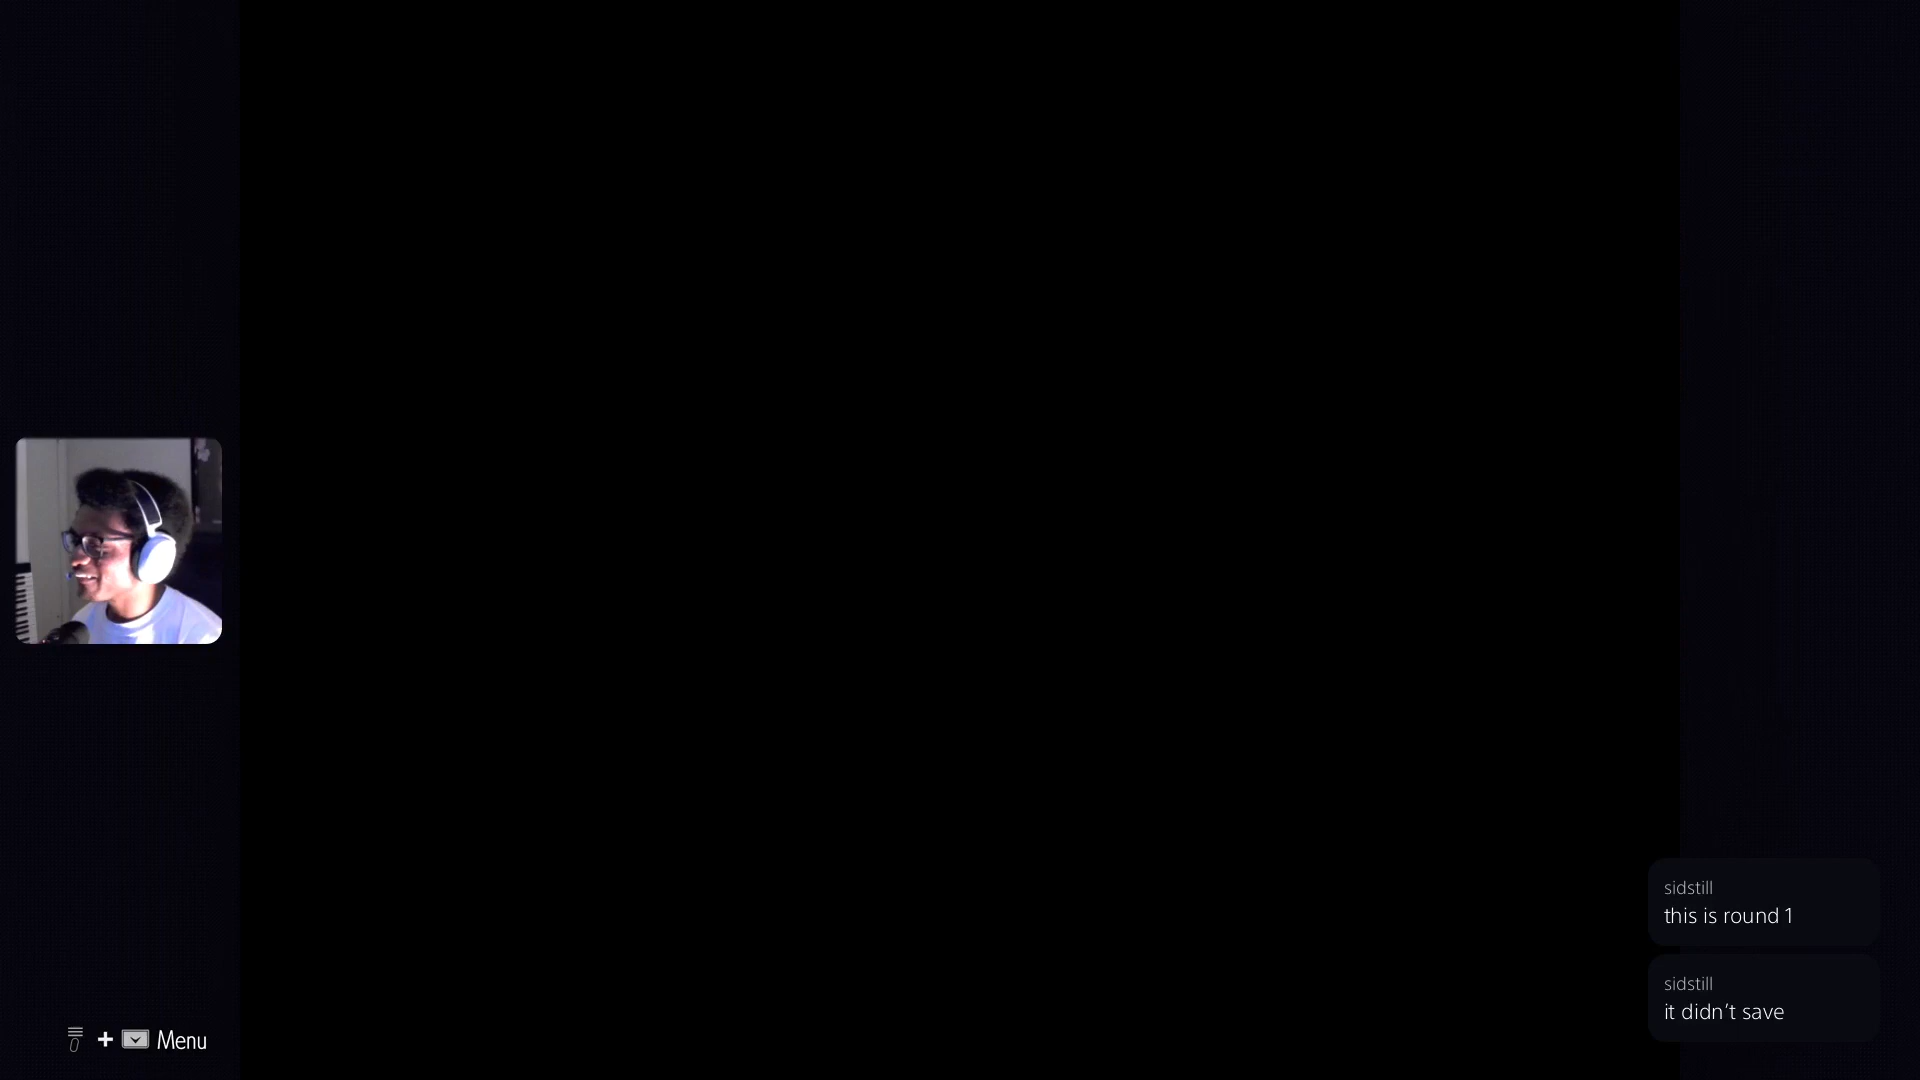 sidstill
this is round 1
sidstill
it didn't save
+ Menu